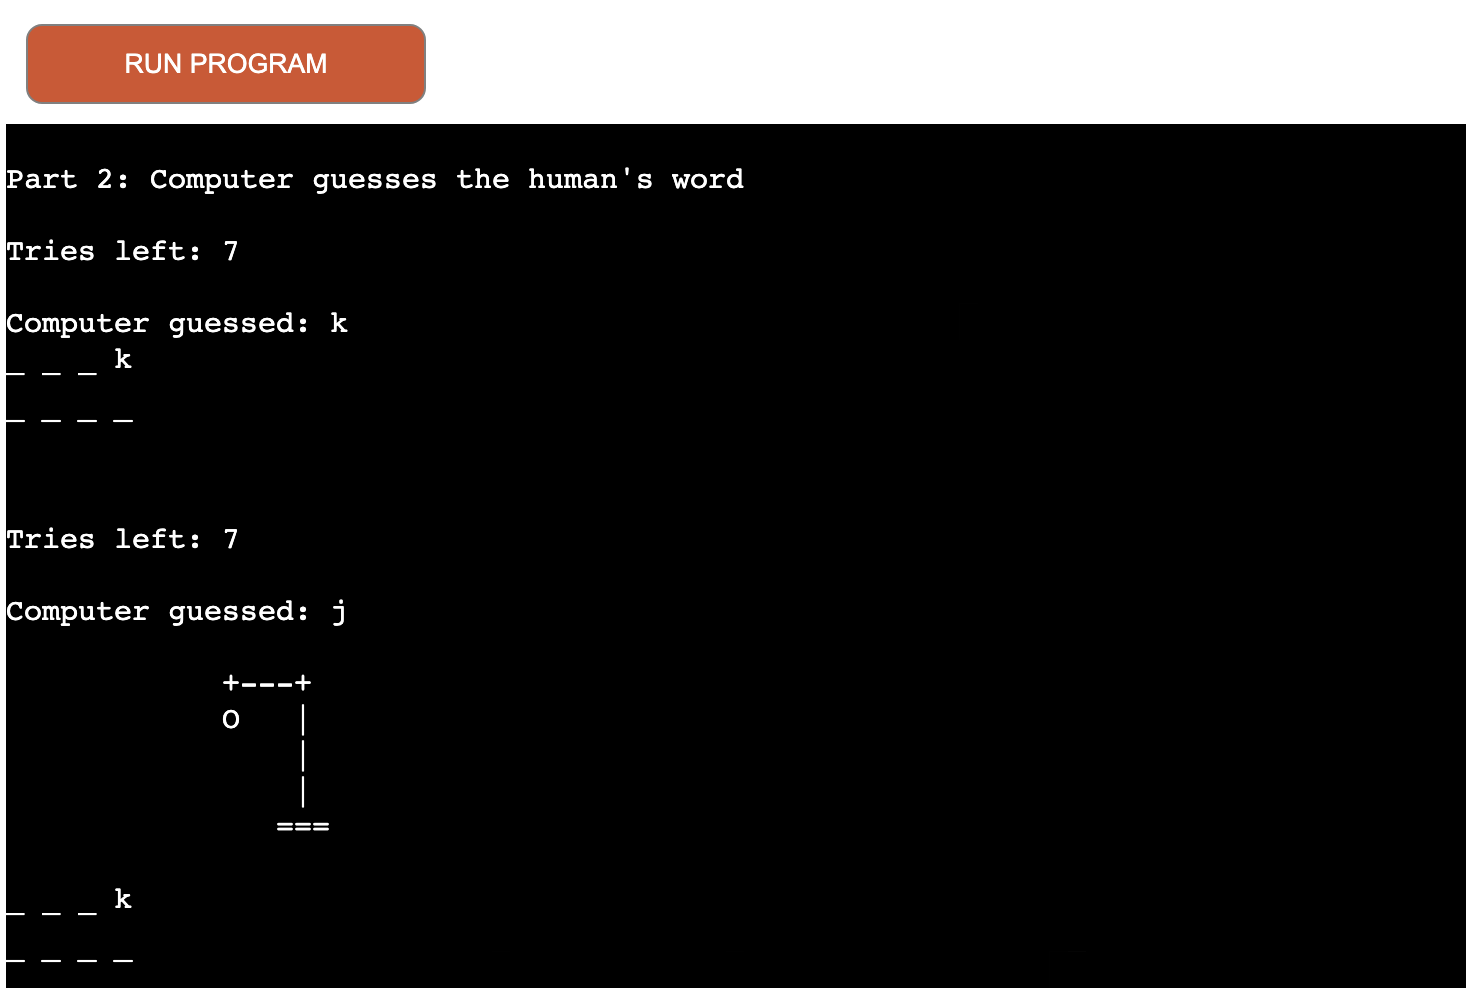 RUN PROGRAM
Part 2: Computer guesses the human's word
Tries left: 7
Computer guessed: k
_ _ _ k
_ _ _ _
Tries left: 7
Computer guessed: j
+---+
O   |
    |
    |
   ===
_ _ _ k
_ _ _ _